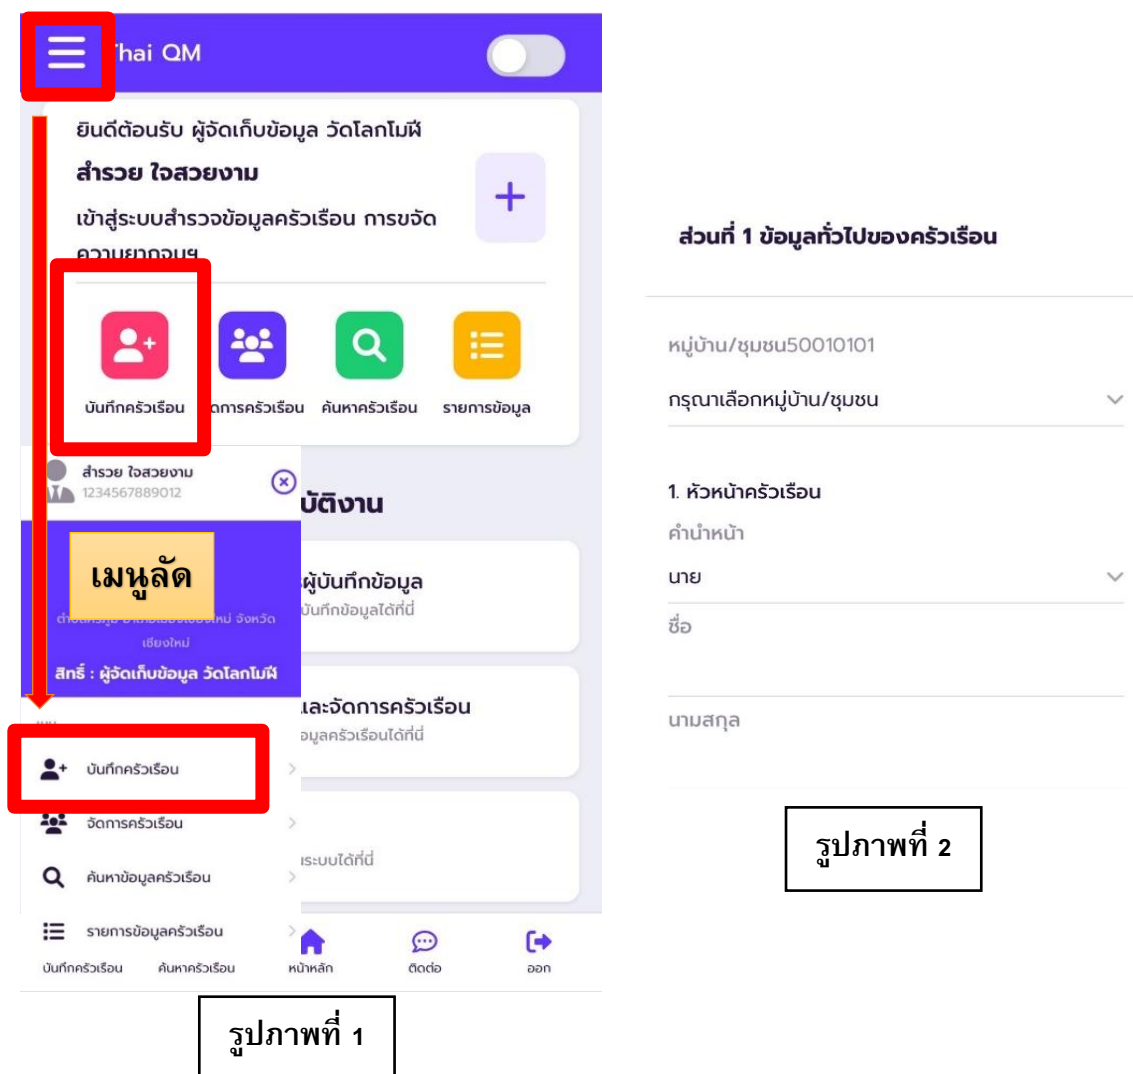 Thai QM
ยินดีต้อนรับ ผู้จัดเก็บข้อมูล วัดโลกโมฬี
สำรวย ใจสวยงาม
เข้าสู่ระบบสำรวจข้อมูลครัวเรือน การขจัด
ความยากจนฯ
บันทึกครัวเรือน
ดการครัวเรือน
ค้นหาครัวเรือน
รายการข้อมูล
สำรวย ใจสวยงาม
1234567889012
บัติงาน
เมนูลัด
ผู้บันทึกข้อมูล
บันทึกข้อมูลได้ที่นี่
จังหวัด
เชียงใหม่
สิทธิ์ : ผู้จัดเก็บข้อมูล วัดโลกโมฬี
และจัดการครัวเรือน
อมูลครัวเรือนได้ที่นี่
บันทึกครัวเรือน
จัดการครัวเรือน
นระบบได้ที่นี่
ค้นหาข้อมูลครัวเรือน
รายการข้อมูลครัวเรือน
บันทึกครัวเรือน
ค้นหาครัวเรือน
หน้าหลัก
ติดต่อ
ออก
รูปภาพที่ 1
ส่วนที่ 1 ข้อมูลทั่วไปของครัวเรือน
หมู่บ้าน/ชุมชน50010101
กรุณาเลือกหมู่บ้าน/ชุมชน
1. หัวหน้าครัวเรือน
คำนำหน้า
นาย
ชื่อ
นามสกุล
รูปภาพที่ 2